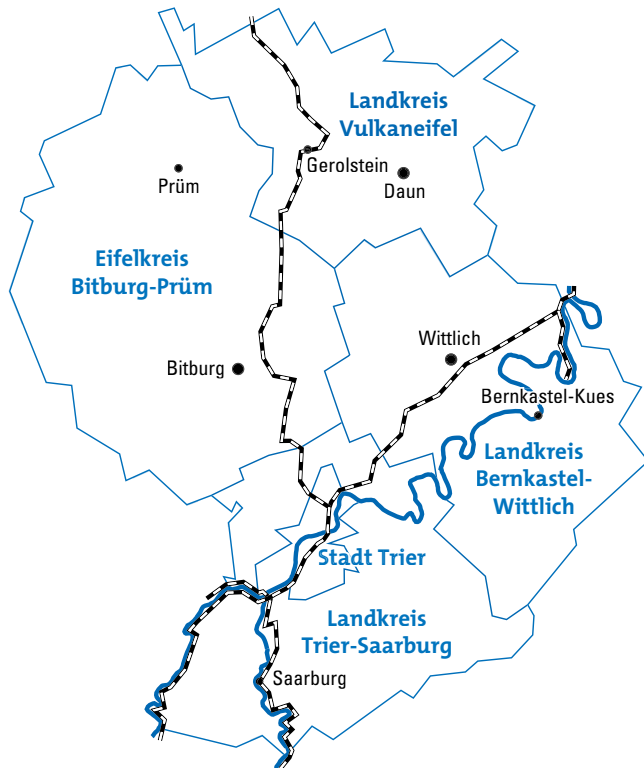 Landkreis
Vulkaneifel
Gerolstein
Prüm
Daun
Eifelkreis
Bitburg-Prüm
Wittlich
Bitburg
Bernkastel-Kues
Landkreis
Bernkastel-
Wittlich
Stadt Trier
Landkreis
Trier-Saarburg
Saarburg